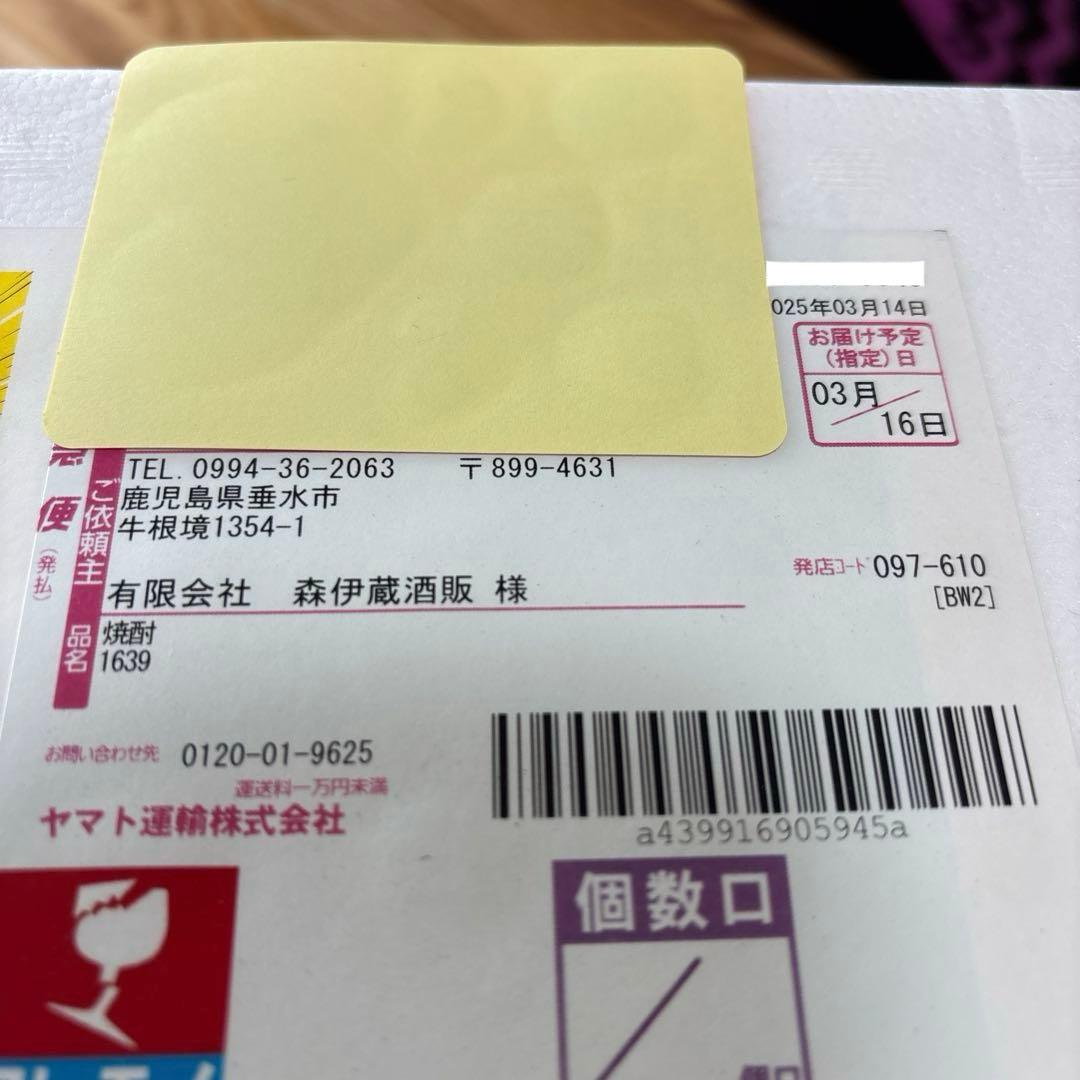 025年03月14日
お届け予定
(指定)日
03月
16日
TEL. 0994-36-2063 〒899-4631
鹿児島県垂水市
牛根境1354-1
ご依頼主
便
(発払)
有限会社 森伊蔵酒販 様
発店コード 097-610
[BW2]
品名
焼酎
1639
お問い合わせ先 0120-01-9625
運送料一万円未満
ヤマト運輸株式会社
a439916905945a
個数口